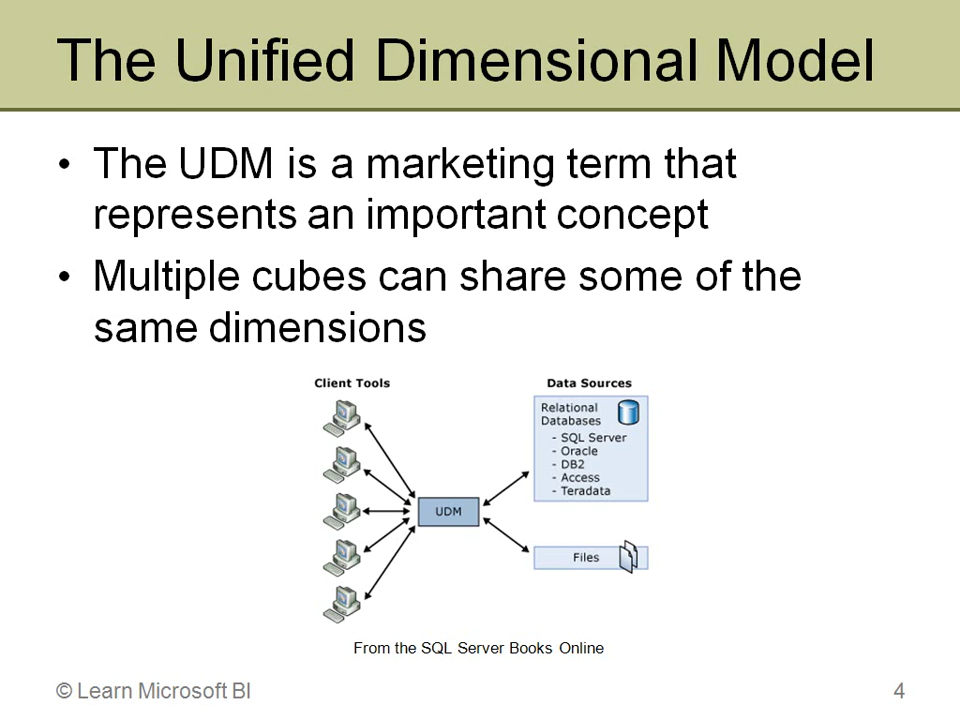 The Unified Dimensional Model
• The UDM is a marketing term that
represents an important concept
• Multiple cubes can share some of the
same dimensions
Client Tools
Data Sources
Relational
Databases
- SQL Server
- Oracle
- DB2
- Access
- Teradata
UDM
Files
From the SQL Server Books Online
© Learn Microsoft BI
4